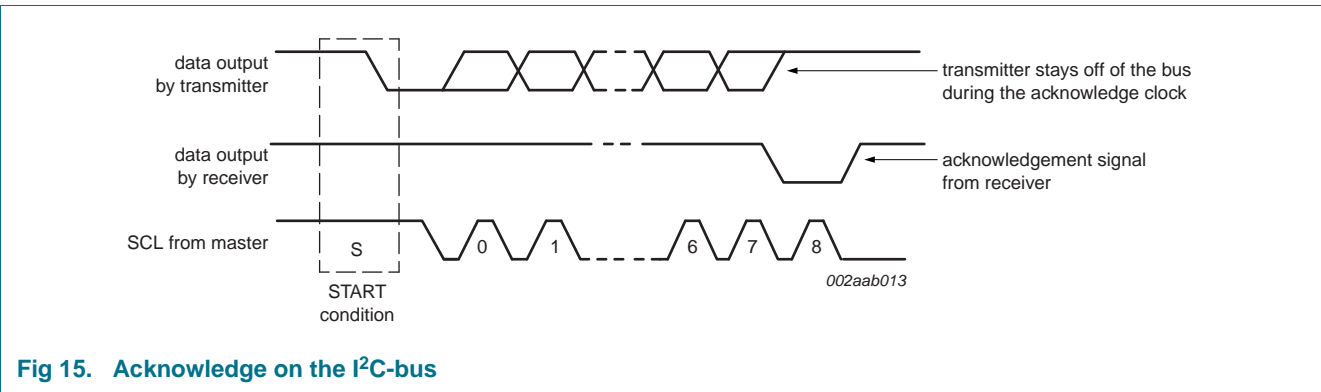 data output
by transmitter
transmitter stays off of the bus
during the acknowledge clock
data output
by receiver
acknowledgement signal
from receiver
SCL from master
S
0
1
6
7
8
002aab013
START
condition
Fig 15. Acknowledge on the I²C-bus